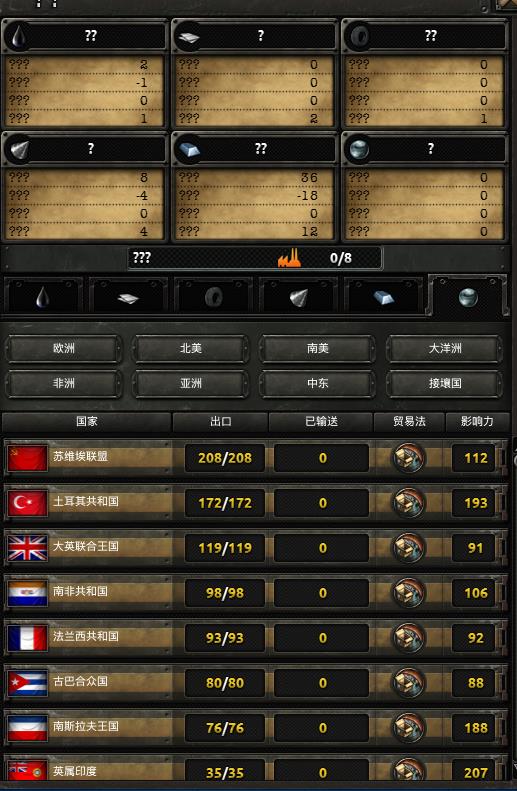 ??
?
??
??? 2
??? 0
??? 0
??? -1
??? 0
??? 0
??? 0
??? 0
??? 0
??? 1
??? 2
??? 1
?
??
?
??? 8
??? 36
??? 0
??? -4
??? -18
??? 0
??? 0
??? 0
??? 0
??? 4
??? 12
??? 0
??? 0/8
欧洲
北美
南美
大洋洲
非洲
亚洲
中东
接壤国
国家 出口 已输送 贸易法 影响力
苏维埃联盟 208/208 0 112
土耳其共和国 172/172 0 193
大英联合王国 119/119 0 91
南非共和国 98/98 0 106
法兰西共和国 93/93 0 92
古巴合众国 80/80 0 88
南斯拉夫王国 76/76 0 188
英属印度 35/35 0 207